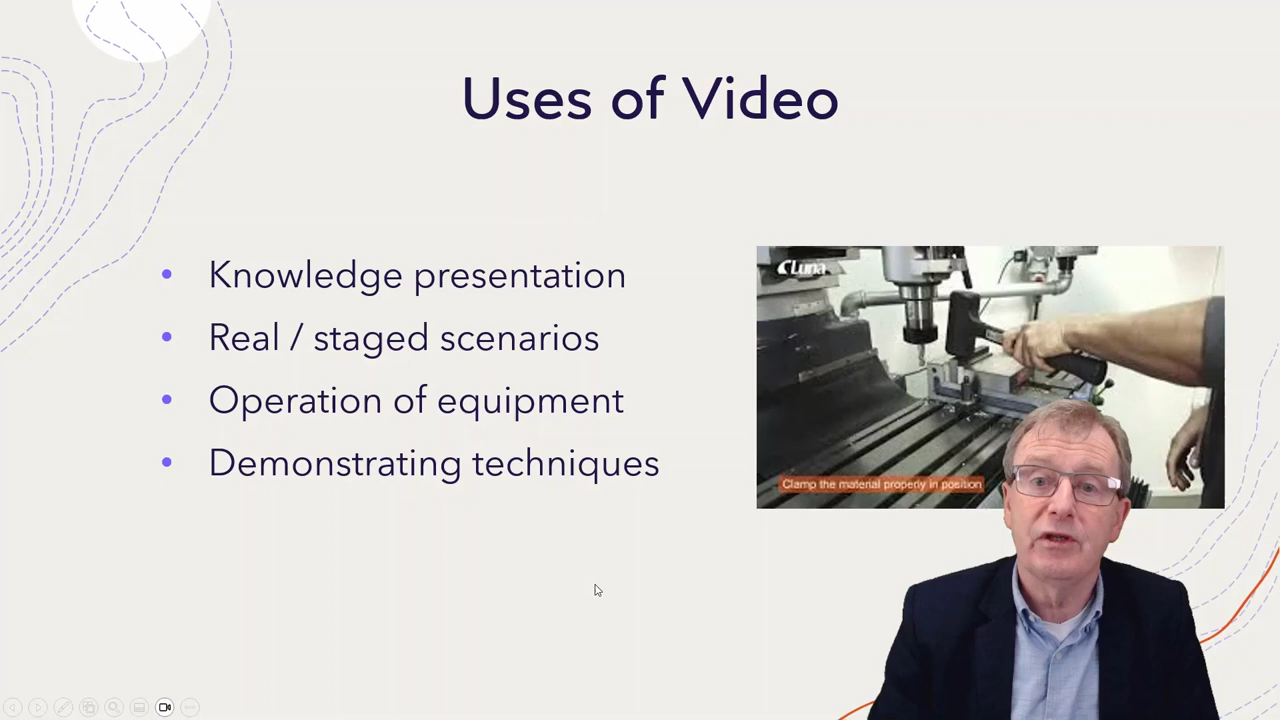 Uses of Video
• Knowledge presentation
• Real / staged scenarios
• Operation of equipment
• Demonstrating techniques
Luna
Clamp the material properly in position